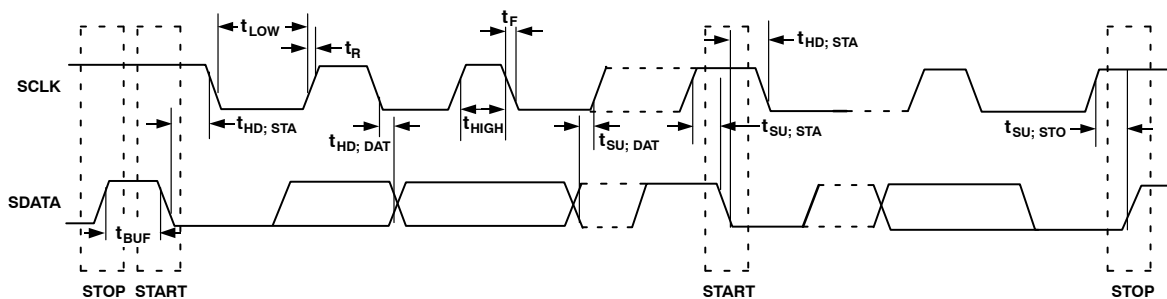 tLOW
tR
tF
tHD; STA
SCLK
tHD; STA
tHD; DAT
tHIGH
tSU; DAT
tSU; STA
tSU; STO
SDATA
tBUF
STOP START START STOP